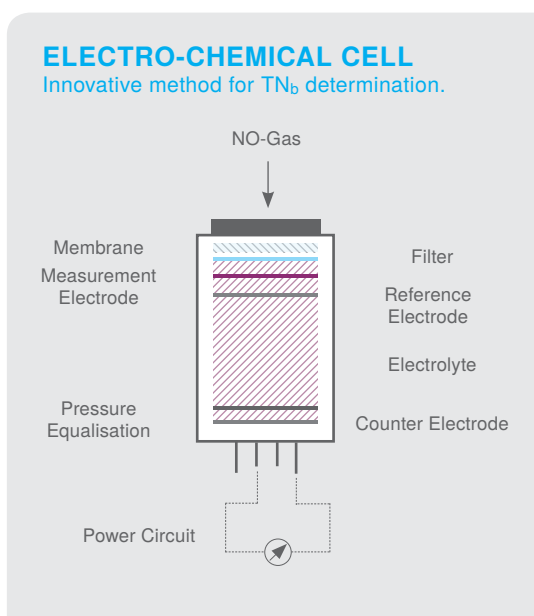 ELECTRO-CHEMICAL CELL
Innovative method for TNb determination.
NO-Gas
Membrane
Filter
Measurement
Electrode
Reference
Electrode
Electrolyte
Pressure
Equalisation
Counter Electrode
Power Circuit